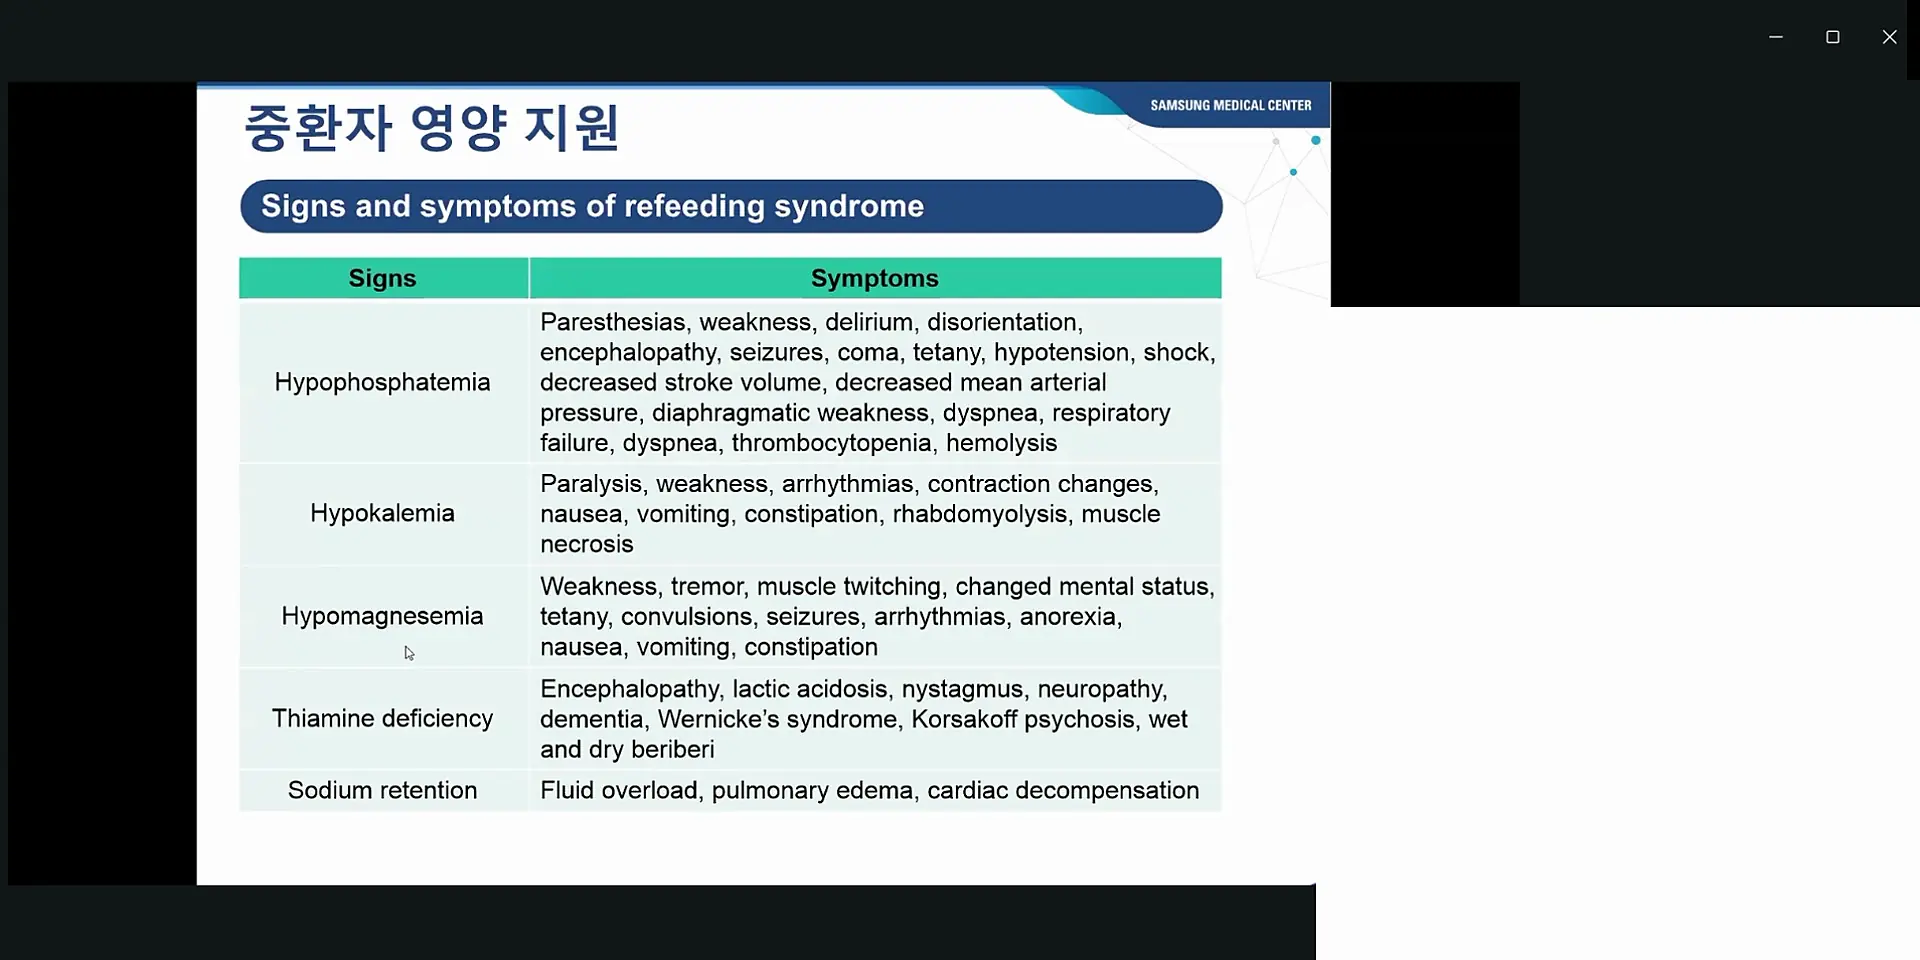 SAMSUNG MEDICAL CENTER
중환자 영양 지원
Signs and symptoms of refeeding syndrome
Signs
Symptoms
Hypophosphatemia
Paresthesias, weakness, delirium, disorientation,
encephalopathy, seizures, coma, tetany, hypotension, shock,
decreased stroke volume, decreased mean arterial
pressure, diaphragmatic weakness, dyspnea, respiratory
failure, dyspnea, thrombocytopenia, hemolysis
Hypokalemia
Paralysis, weakness, arrhythmias, contraction changes,
nausea, vomiting, constipation, rhabdomyolysis, muscle
necrosis
Hypomagnesemia
Weakness, tremor, muscle twitching, changed mental status,
tetany, convulsions, seizures, arrhythmias, anorexia,
nausea, vomiting, constipation
Thiamine deficiency
Encephalopathy, lactic acidosis, nystagmus, neuropathy,
dementia, Wernicke’s syndrome, Korsakoff psychosis, wet
and dry beriberi
Sodium retention
Fluid overload, pulmonary edema, cardiac decompensation